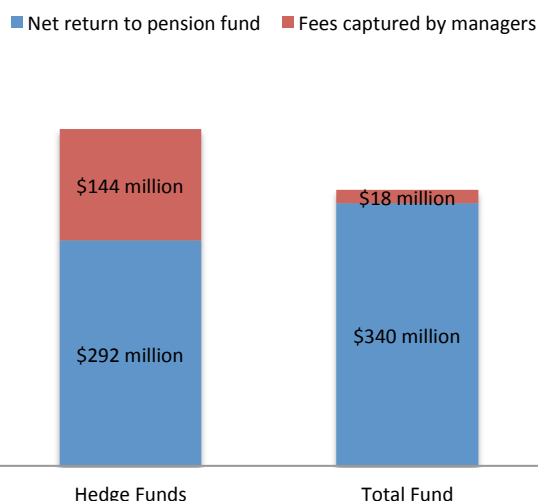 Net return to pension fund Fees captured by managers
$144 million
$18 million
$340 million
$292 million
Hedge Funds Total Fund